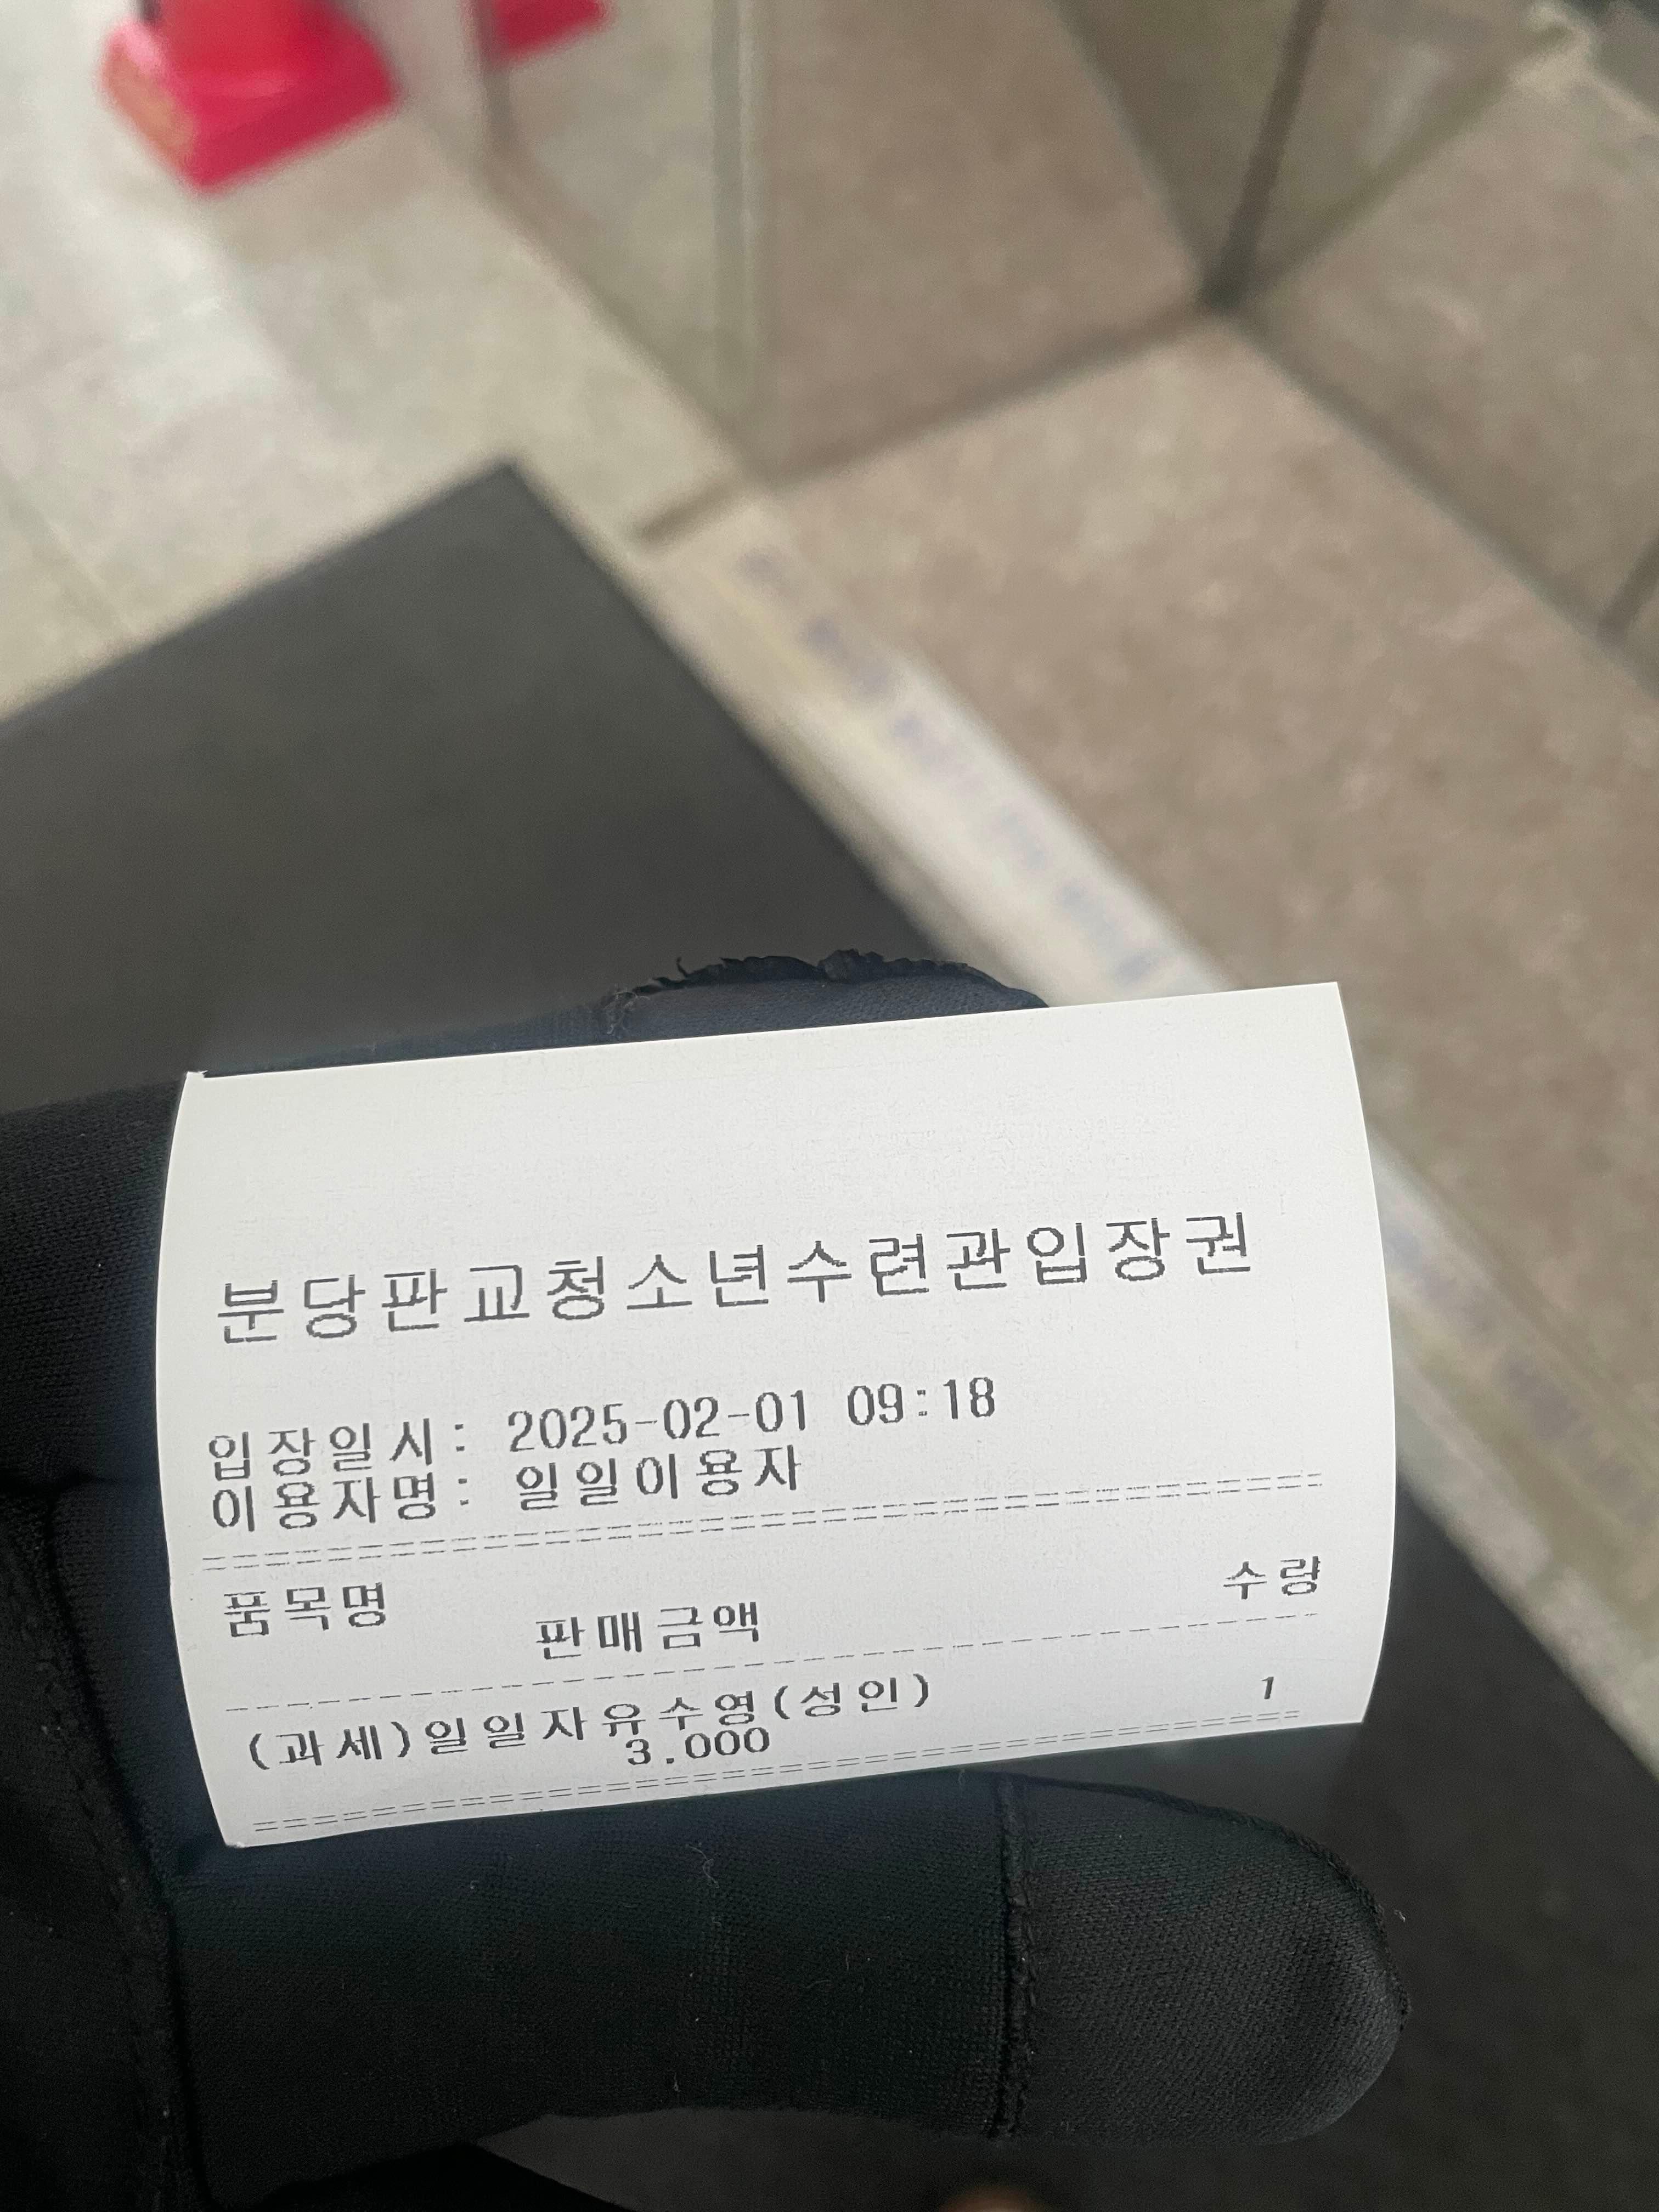 분당판교청소년수련관입장권
입장일시: 2025-02-01 09:18
이용자명: 일일이용자
품목명 판매금액 수량
(과세)일일자유수영(성인) 1
3.000